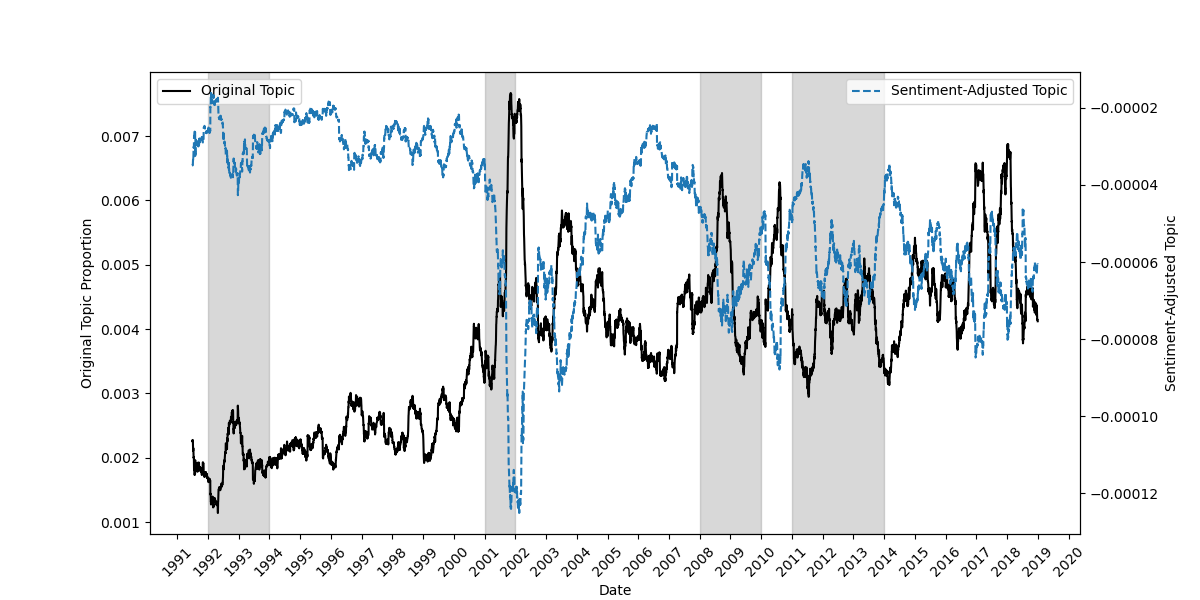 Original Topic
Sentiment-Adjusted Topic
Original Topic Proportion
0.007
0.006
0.005
0.004
0.003
0.002
0.001
−0.00002
−0.00004
−0.00006
−0.00008
−0.00010
−0.00012
Sentiment-Adjusted Topic
1991 1992 1993 1994 1995 1996 1997 1998 1999 2000 2001 2002 2003 2004 2005 2006 2007 2008 2009 2010 2011 2012 2013 2014 2015 2016 2017 2018 2019 2020
Date